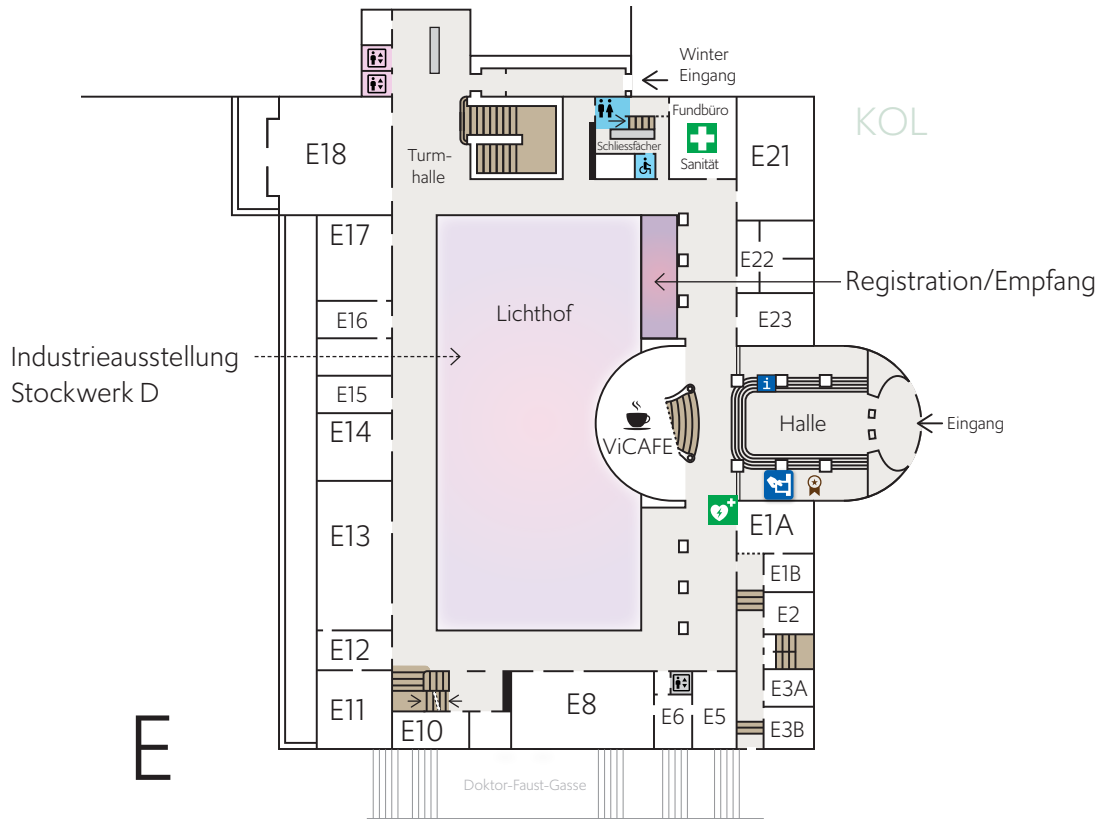 Winter
Eingang
Fundbüro
KOL
Schliessfächer
Sanität
E18
Turm-
halle
E21
E17
E22
Registration/Empfang
Lichthof
E16
E23
Industrieausstellung
Stockwerk D
E15
E14
ViCAFE
i
Halle
Eingang
E13
E1A
E1B
E2
E12
E3A
E11
E10
E8
E6
E5
E3B
E
Doktor-Faust-Gasse